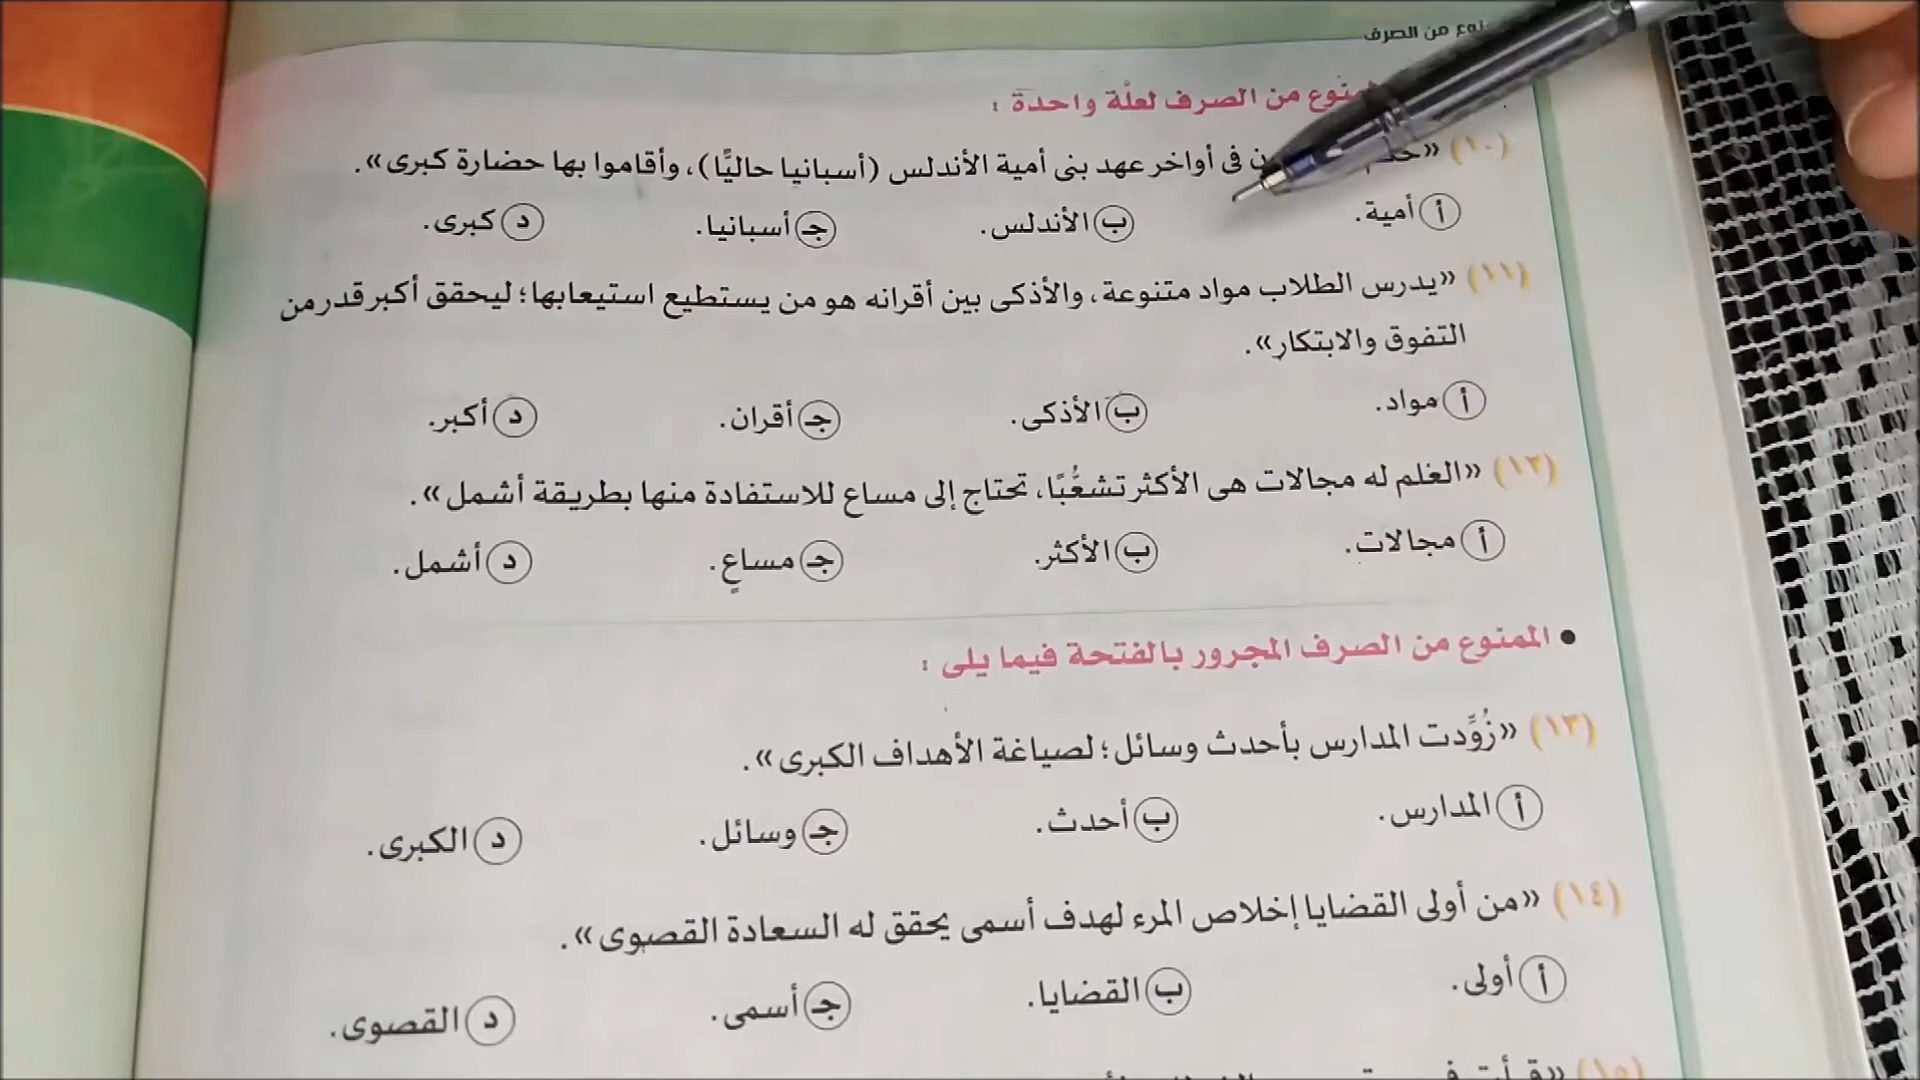 من الصرف
من الصرف لعلّة واحدة :
(١٠) « فى أواخر عهد بنى أمية الأندلس (أسبانيا حاليًّا)، وأقاموا بها حضارة كبرى».
أ أمية. ب الأندلس. جـ أسبانيا. د كبرى.
(١١) «يدرس الطلاب مواد متنوعة، والأذكى بين أقرانه هو من يستطيع استيعابها؛ ليحقق أكبر قدر من
التفوق والابتكار».
أ مواد. ب الأذكى. جـ أقران. د أكبر.
(١٢) «الغلم له مجالات هى الأكثر تشعُّبًا، تحتاج إلى مساع للاستفادة منها بطريقة أشمل».
أ مجالات. ب الأكثر. جـ مساعٍ. د أشمل.
• الممنوع من الصرف المجرور بالفتحة فيما يلى :
(١٣) «زُوِّدت المدارس بأحدث وسائل؛ لصياغة الأهداف الكبرى».
أ المدارس. ب أحدث. جـ وسائل. د الكبرى.
(١٤) «من أولى القضايا إخلاص المرء لهدف أسمى يحقق له السعادة القصوى».
أ أولى. ب القضايا. جـ أسمى. د القصوى.
(١٥)